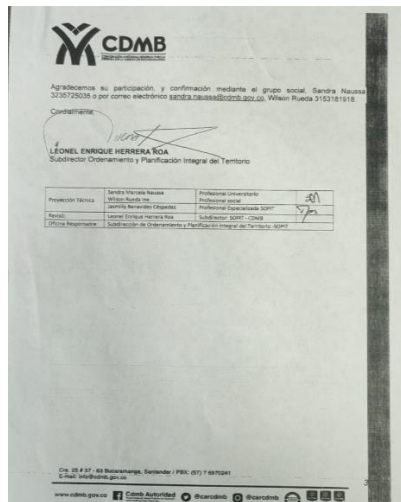 CDMB
Agradecemos su participación, y confirmación mediante el grupo social, Sandra Naussa
3235725035 o por correo electrónico sandra.naussa@cdmb.gov.co, Wilson Rueda 3153181918
Cordialmente,
LEONEL ENRIQUE HERRERA ROA
Subdirector Ordenamiento y Planificación Integral del Territorio
Proyección Técnica
Sandra Marcela Naussa Profesional Universitario
Wilson Rueda Profesional social
Jasmilly Benavides Céspedes Profesional Especializada SOPIT
Revisó: Leonel Enrique Herrera Roa Subdirector SOPIT - CDMB
Oficina Responsable: Subdirección de Ordenamiento y Planificación Integral del Territorio -SOPIT
3
Cra. 23 # 37 - 63 Bucaramanga, Santander / PBX: (57) 7 6970241
E-mail: info@cdmb.gov.co
www.cdmb.gov.co Cdmb Autoridad @carcdmb @carcdmb